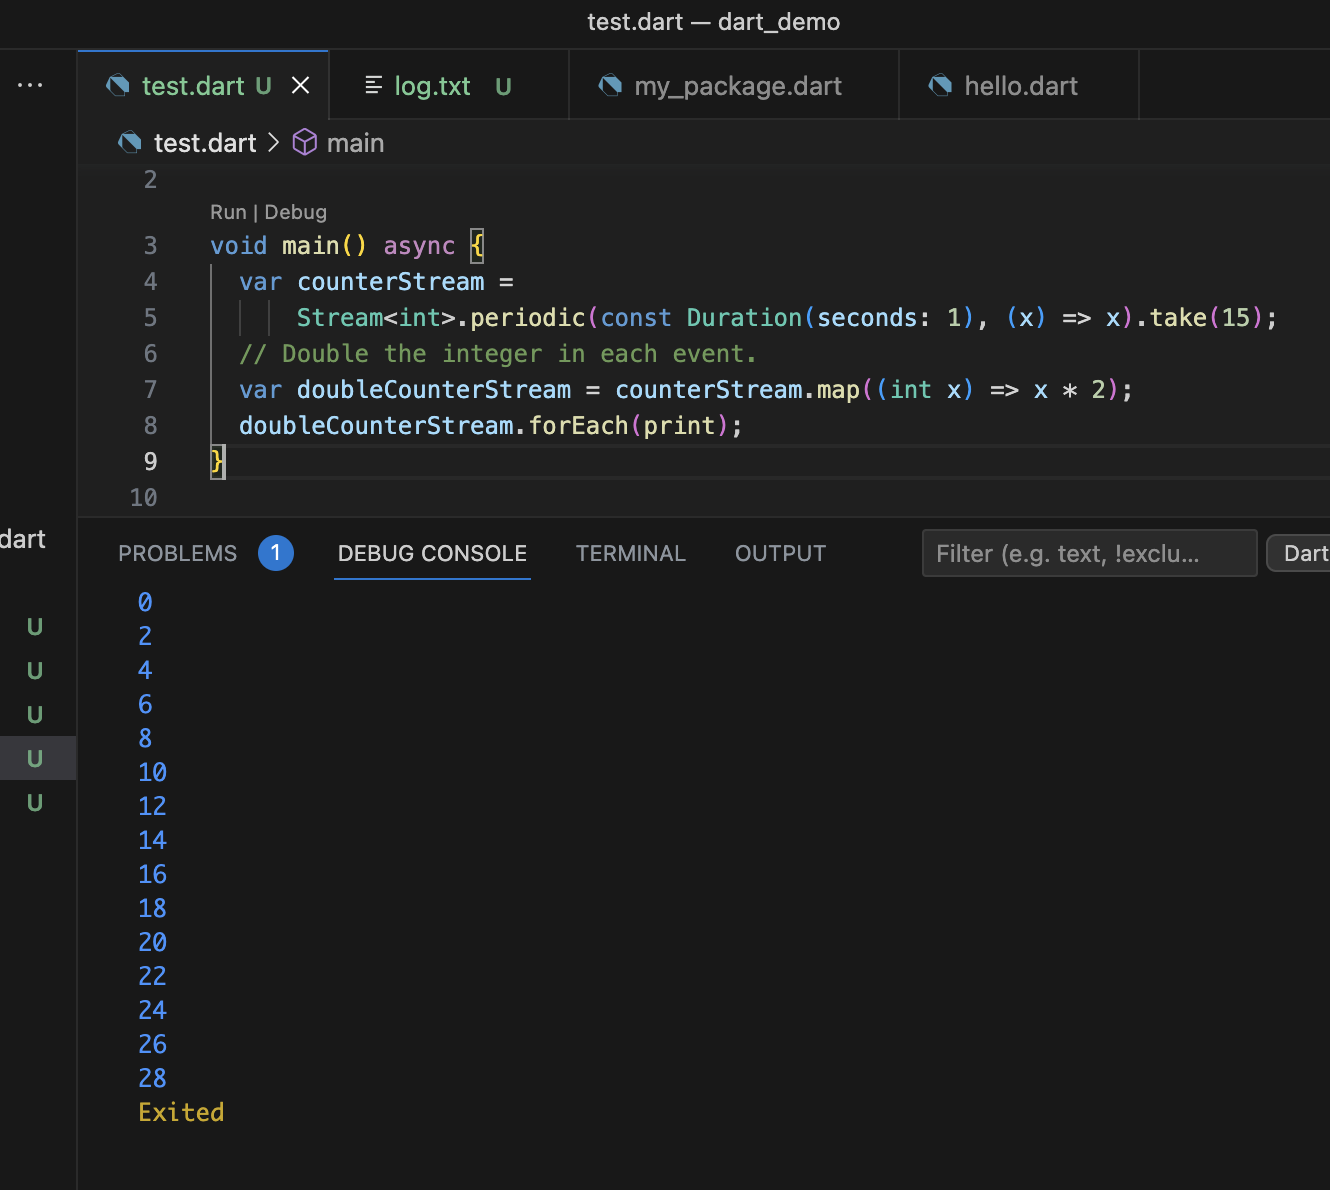 test.dart — dart_demo
... test.dart U log.txt U my_package.dart hello.dart
test.dart > main
2
Run | Debug
3 void main() async {
4   var counterStream =
5       Stream<int>.periodic(const Duration(seconds: 1), (x) => x).take(15);
6   // Double the integer in each event.
7   var doubleCounterStream = counterStream.map((int x) => x * 2);
8   doubleCounterStream.forEach(print);
9 }
10
dart
PROBLEMS 1 DEBUG CONSOLE TERMINAL OUTPUT Filter (e.g. text, !exclu... Dart
0
U
2
4
U
6
U
8
U
10
12
U
14
16
18
20
22
24
26
28
Exited